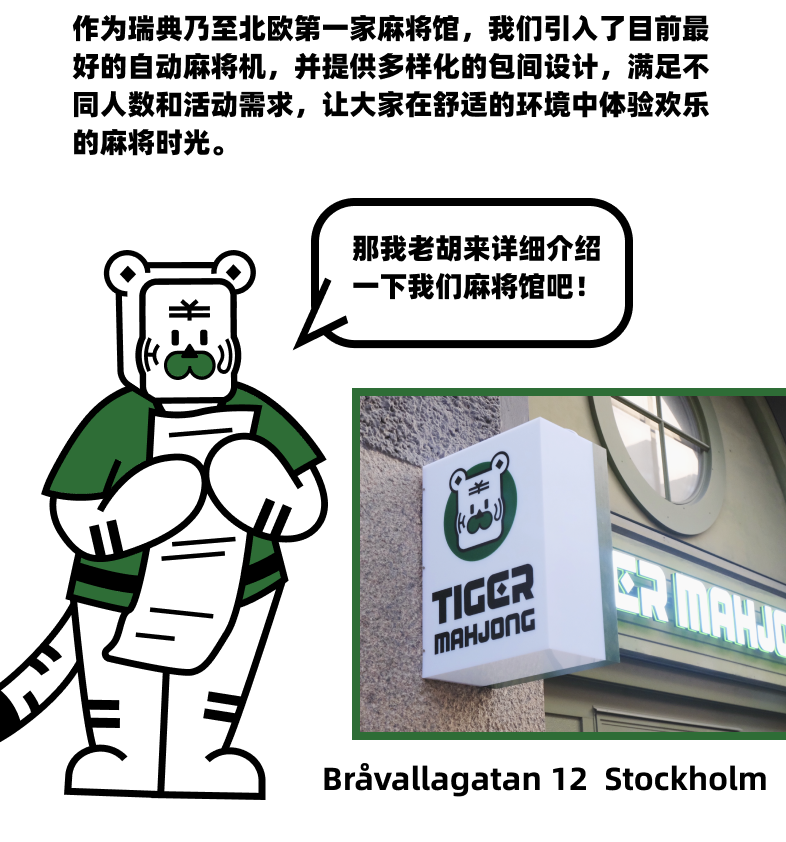 作为瑞典乃至北欧第一家麻将馆，我们引入了目前最
好的自动麻将机，并提供多样化的包间设计，满足不
同人数和活动需求，让大家在舒适的环境中体验欢乐
的麻将时光。
那我老胡来详细介绍
一下我们麻将馆吧！
TIGER
MAHJONG
ER MAHJO
Bråvallagatan 12 Stockholm